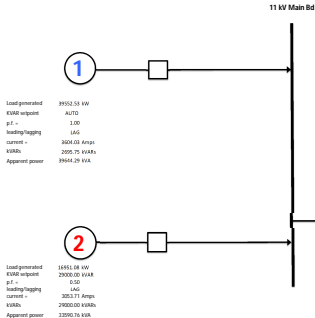 11 kV Main Bd
1
Load generated 39552.53 kW
KVAR setpoint AUTO
p.f. = 1.00
leading/lagging LAG
current = 3604.03 Amps
kVARs 2695.75 kVARs
Apparent power 39644.29 kVA
2
Load generated 16951.08 kW
KVAR setpoint 29000.00 kVAR
p.f. = 0.50
leading/lagging LAG
current = 3053.71 Amps
kVARs 29000.00 kVARs
Apparent power 33590.76 kVA